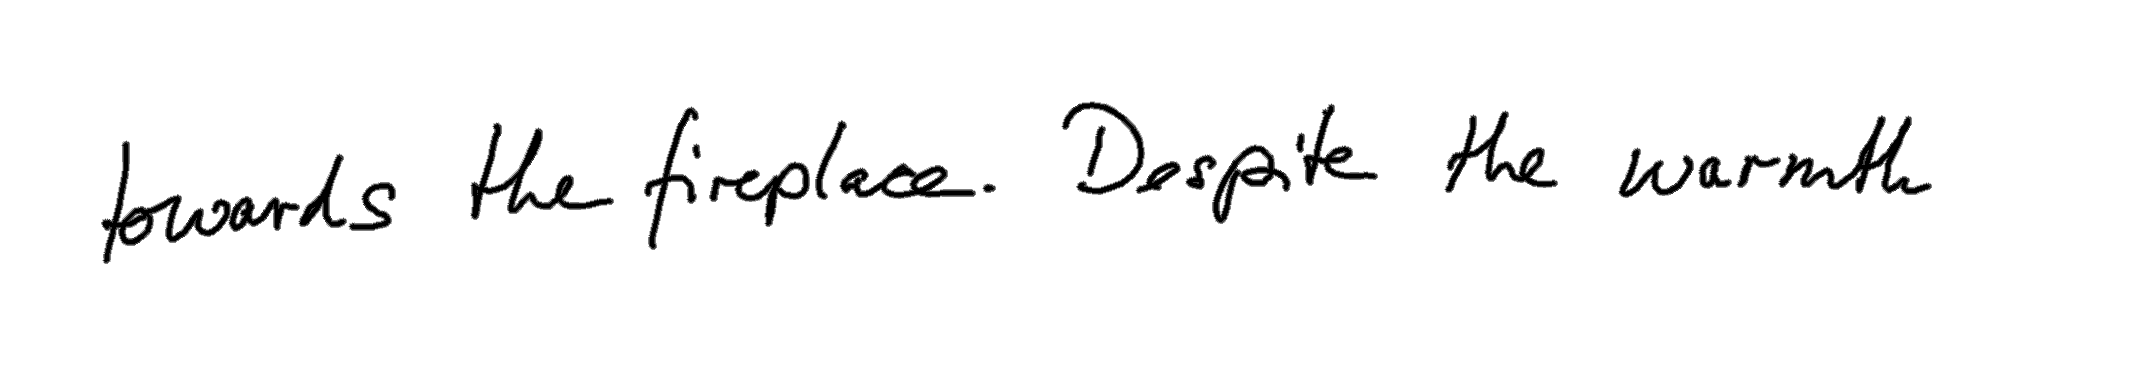 towards the fireplace. Despite the warmth